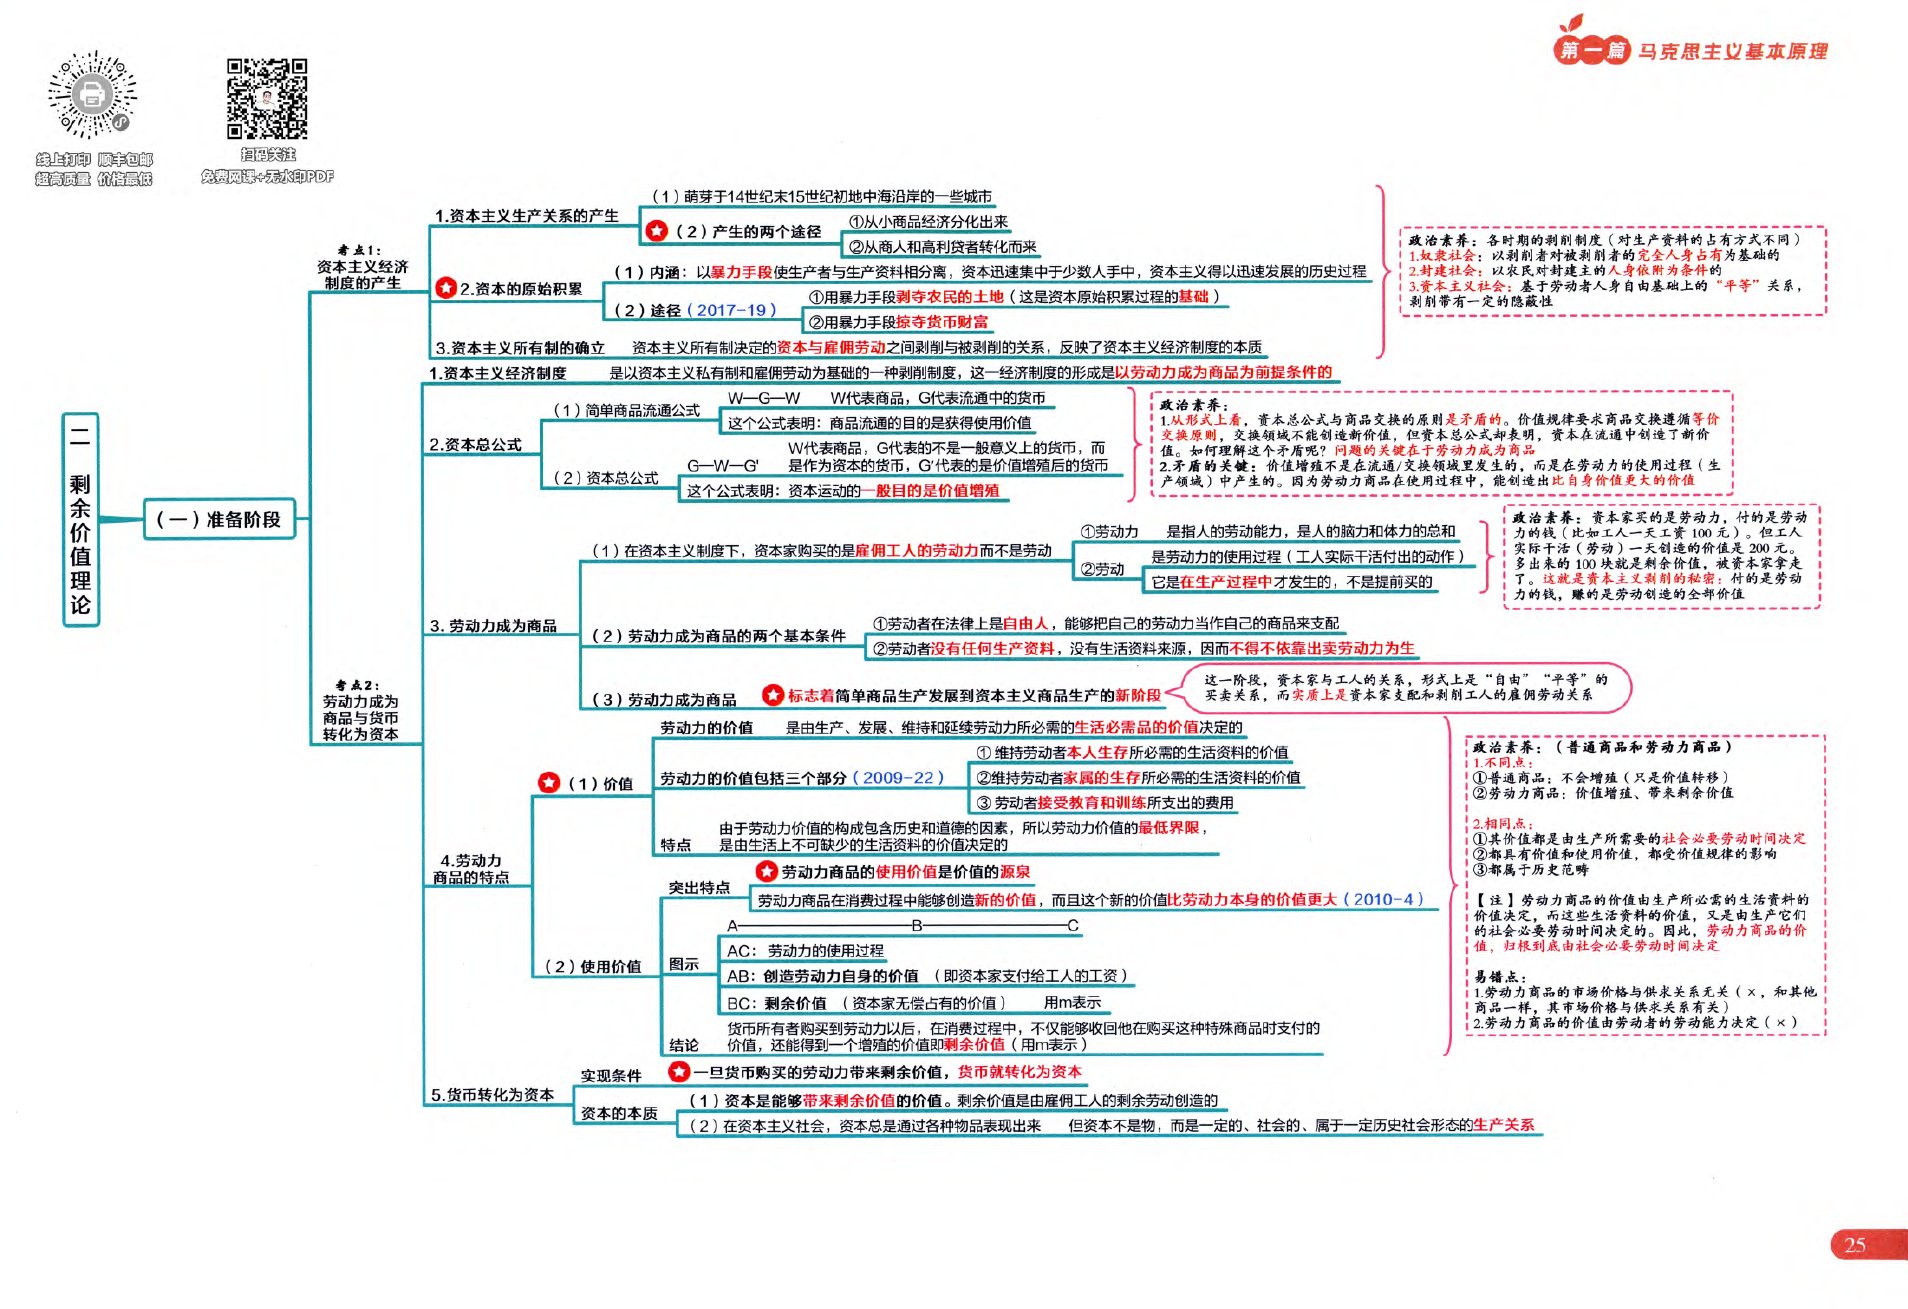 第一篇 马克思主义基本原理
线上打印 顺丰包邮
超高质量 价格最低
扫码关注
免费网课+无水印PDF
二 剩余价值理论
（一）准备阶段
考点1：
资本主义经济
制度的产生
1.资本主义生产关系的产生
（1）萌芽于14世纪末15世纪初地中海沿岸的一些城市
（2）产生的两个途径
①从小商品经济分化出来
②从商人和高利贷者转化而来
2.资本的原始积累
（1）内涵：以暴力手段使生产者与生产资料相分离，资本迅速集中于少数人手中，资本主义得以迅速发展的历史过程
（2）途径（2017-19）
①用暴力手段剥夺农民的土地（这是资本原始积累过程的基础）
②用暴力手段掠夺货币财富
3.资本主义所有制的确立 资本主义所有制决定的资本与雇佣劳动之间剥削与被剥削的关系，反映了资本主义经济制度的本质
政治素养：各时期的剥削制度（对生产资料的占有方式不同）
1.奴隶社会：以剥削者对被剥削者的完全人身占有为基础的
2.封建社会：以农民对封建主的人身依附为条件的
3.资本主义社会：基于劳动者人身自由基础上的“平等”关系，
剥削带有一定的隐蔽性
考点2：
劳动力成为
商品与货币
转化为资本
1.资本主义经济制度 是以资本主义私有制和雇佣劳动为基础的一种剥削制度，这一经济制度的形成是以劳动力成为商品为前提条件的
2.资本总公式
（1）简单商品流通公式
W—G—W W代表商品，G代表流通中的货币
这个公式表明：商品流通的目的是获得使用价值
（2）资本总公式
G—W—G′
W代表商品，G代表的不是一般意义上的货币，而
是作为资本的货币，G′代表的是价值增殖后的货币
这个公式表明：资本运动的一般目的是价值增殖
政治素养：
1.从形式上看，资本总公式与商品交换的原则是矛盾的。价值规律要求商品交换遵循等价
交换原则，交换领域不能创造新价值，但资本总公式却表明，资本在流通中创造了新价
值。如何理解这个矛盾呢？问题的关键在于劳动力成为商品
2.矛盾的关键：价值增殖不是在流通/交换领域里发生的，而是在劳动力的使用过程（生
产领域）中产生的。因为劳动力商品在使用过程中，能创造出比自身价值更大的价值
3. 劳动力成为商品
（1）在资本主义制度下，资本家购买的是雇佣工人的劳动力而不是劳动
①劳动力 是指人的劳动能力，是人的脑力和体力的总和
②劳动
是劳动力的使用过程（工人实际干活付出的动作）
它是在生产过程中才发生的，不是提前买的
政治素养：资本家买的是劳动力，付的是劳动
力的钱（比如工人一天工资100元）。但工人
实际干活（劳动）一天创造的价值是200元。
多出来的100块就是剩余价值，被资本家拿走
了。这就是资本主义剥削的秘密：付的是劳动
力的钱，赚的是劳动创造的全部价值
（2）劳动力成为商品的两个基本条件
①劳动者在法律上是自由人，能够把自己的劳动力当作自己的商品来支配
②劳动者没有任何生产资料，没有生活资料来源，因而不得不依靠出卖劳动力为生
（3）劳动力成为商品 标志着简单商品生产发展到资本主义商品生产的新阶段
这一阶段，资本家与工人的关系，形式上是“自由”“平等”的
买卖关系，而实质上是资本家支配和剥削工人的雇佣劳动关系
4.劳动力
商品的特点
（1）价值
劳动力的价值 是由生产、发展、维持和延续劳动力所必需的生活必需品的价值决定的
劳动力的价值包括三个部分（2009-22）
① 维持劳动者本人生存所必需的生活资料的价值
②维持劳动者家属的生存所必需的生活资料的价值
③ 劳动者接受教育和训练所支出的费用
特点
由于劳动力价值的构成包含历史和道德的因素，所以劳动力价值的最低界限，
是由生活上不可缺少的生活资料的价值决定的
（2）使用价值
突出特点
劳动力商品的使用价值是价值的源泉
劳动力商品在消费过程中能够创造新的价值，而且这个新的价值比劳动力本身的价值更大（2010-4）
图示
A————B————C
AC：劳动力的使用过程
AB：创造劳动力自身的价值 （即资本家支付给工人的工资）
BC：剩余价值 （资本家无偿占有的价值） 用m表示
结论
货币所有者购买到劳动力以后，在消费过程中，不仅能够收回他在购买这种特殊商品时支付的
价值，还能得到一个增殖的价值即剩余价值（用m表示）
政治素养：（普通商品和劳动力商品）
1.不同点：
①普通商品：不会增殖（只是价值转移）
②劳动力商品：价值增殖、带来剩余价值
2.相同点：
①其价值都是由生产所需要的社会必要劳动时间决定
②都具有价值和使用价值，都受价值规律的影响
③都属于历史范畴
【注】劳动力商品的价值由生产所必需的生活资料的
价值决定，而这些生活资料的价值，又是由生产它们
的社会必要劳动时间决定的。因此，劳动力商品的价
值，归根到底由社会必要劳动时间决定
易错点：
1.劳动力商品的市场价格与供求关系无关（×，和其他
商品一样，其市场价格与供求关系有关）
2.劳动力商品的价值由劳动者的劳动能力决定（×）
5.货币转化为资本
实现条件 一旦货币购买的劳动力带来剩余价值，货币就转化为资本
资本的本质
（1）资本是能够带来剩余价值的价值。剩余价值是由雇佣工人的剩余劳动创造的
（2）在资本主义社会，资本总是通过各种物品表现出来 但资本不是物，而是一定的、社会的、属于一定历史社会形态的生产关系
25